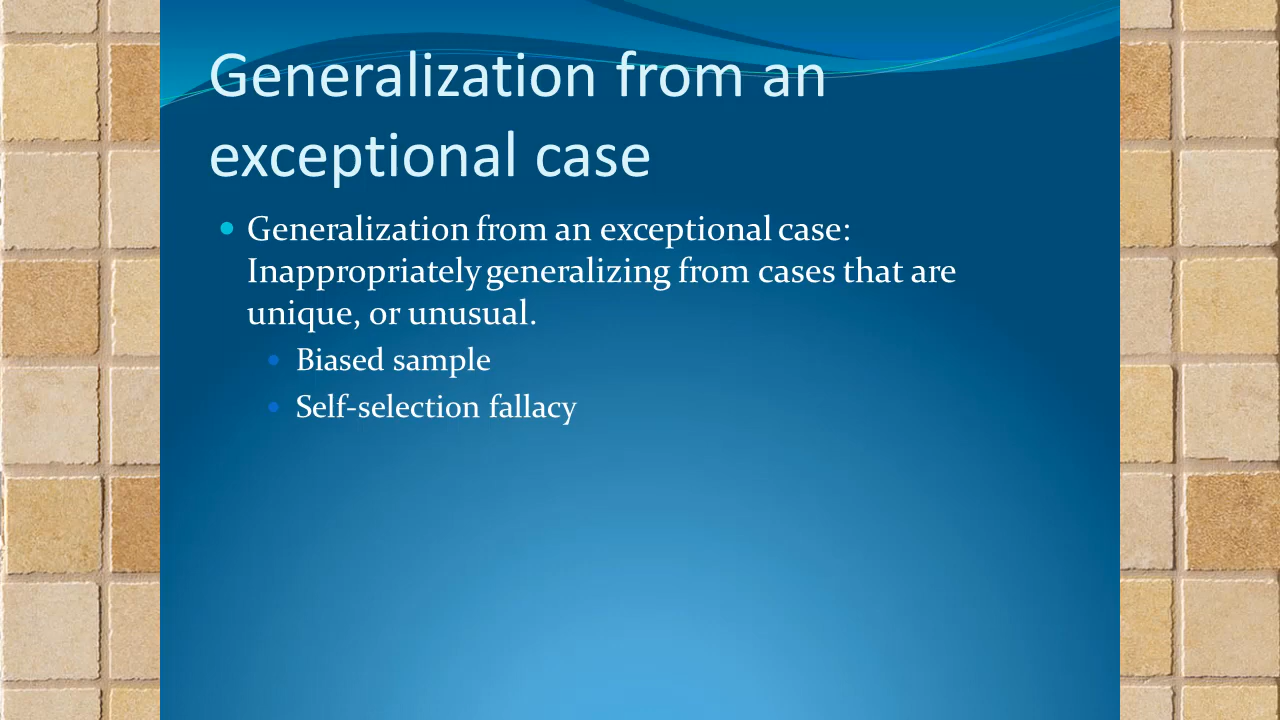 Generalization from an
exceptional case
Generalization from an exceptional case:
Inappropriately generalizing from cases that are
unique, or unusual.
Biased sample
Self-selection fallacy